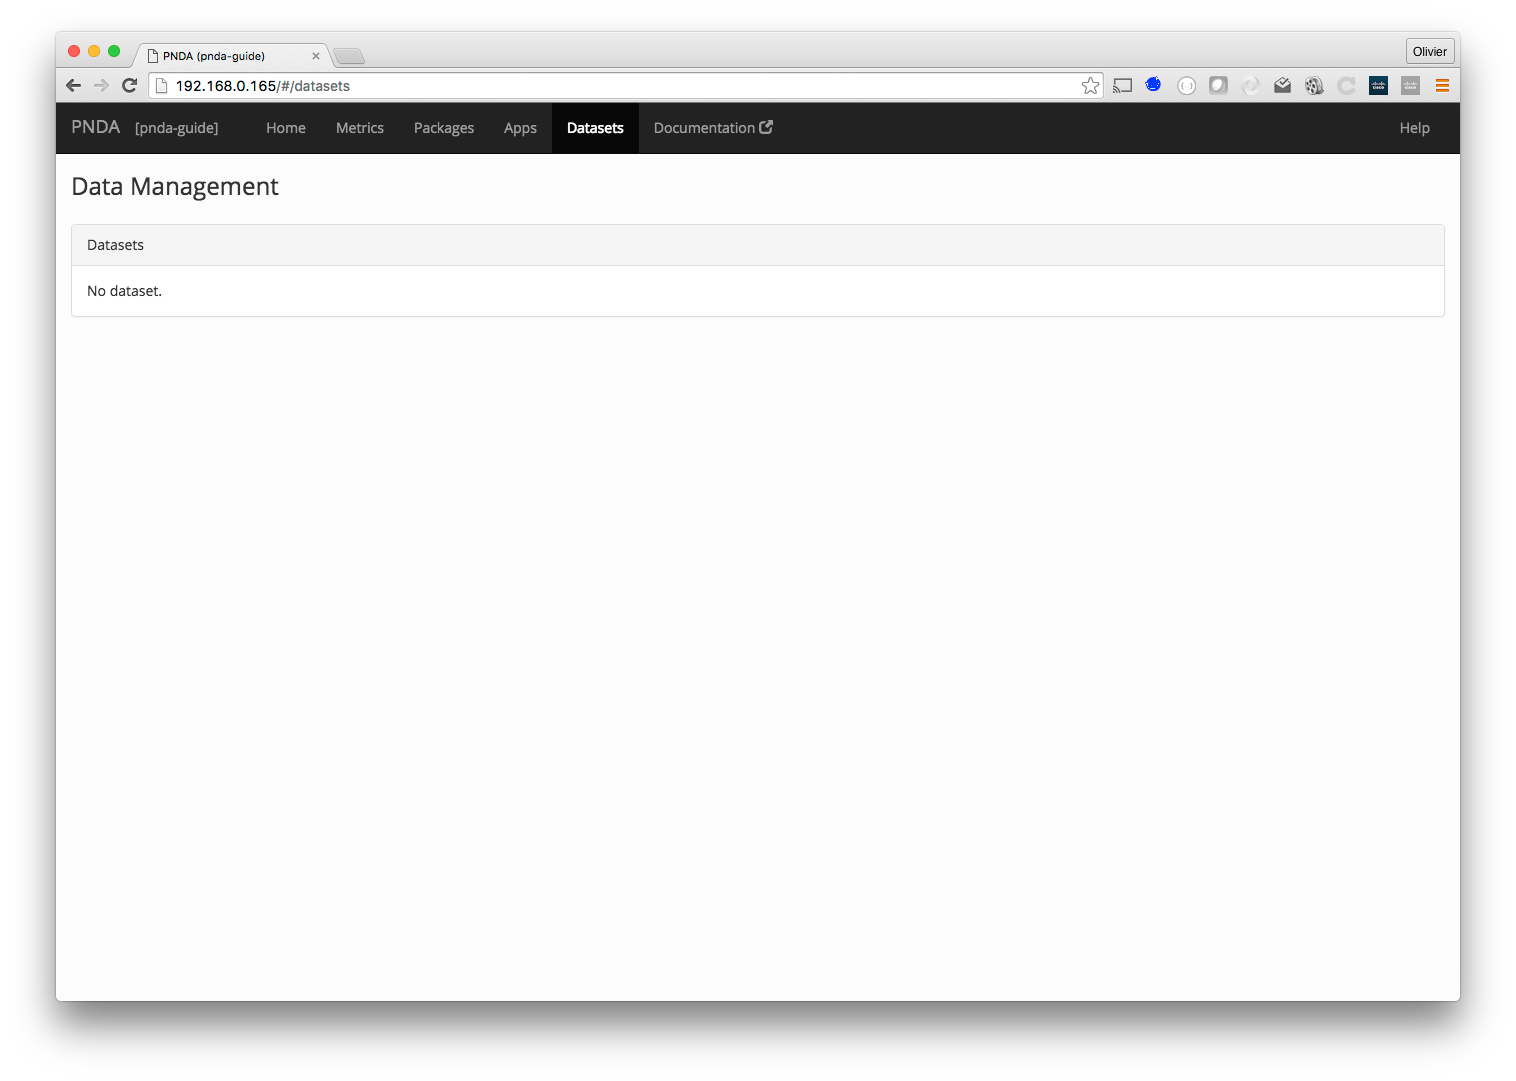 PNDA (pnda-guide)
Olivier
192.168.0.165/#/datasets
PNDA [pnda-guide] Home Metrics Packages Apps Datasets Documentation Help
Data Management
Datasets
No dataset.